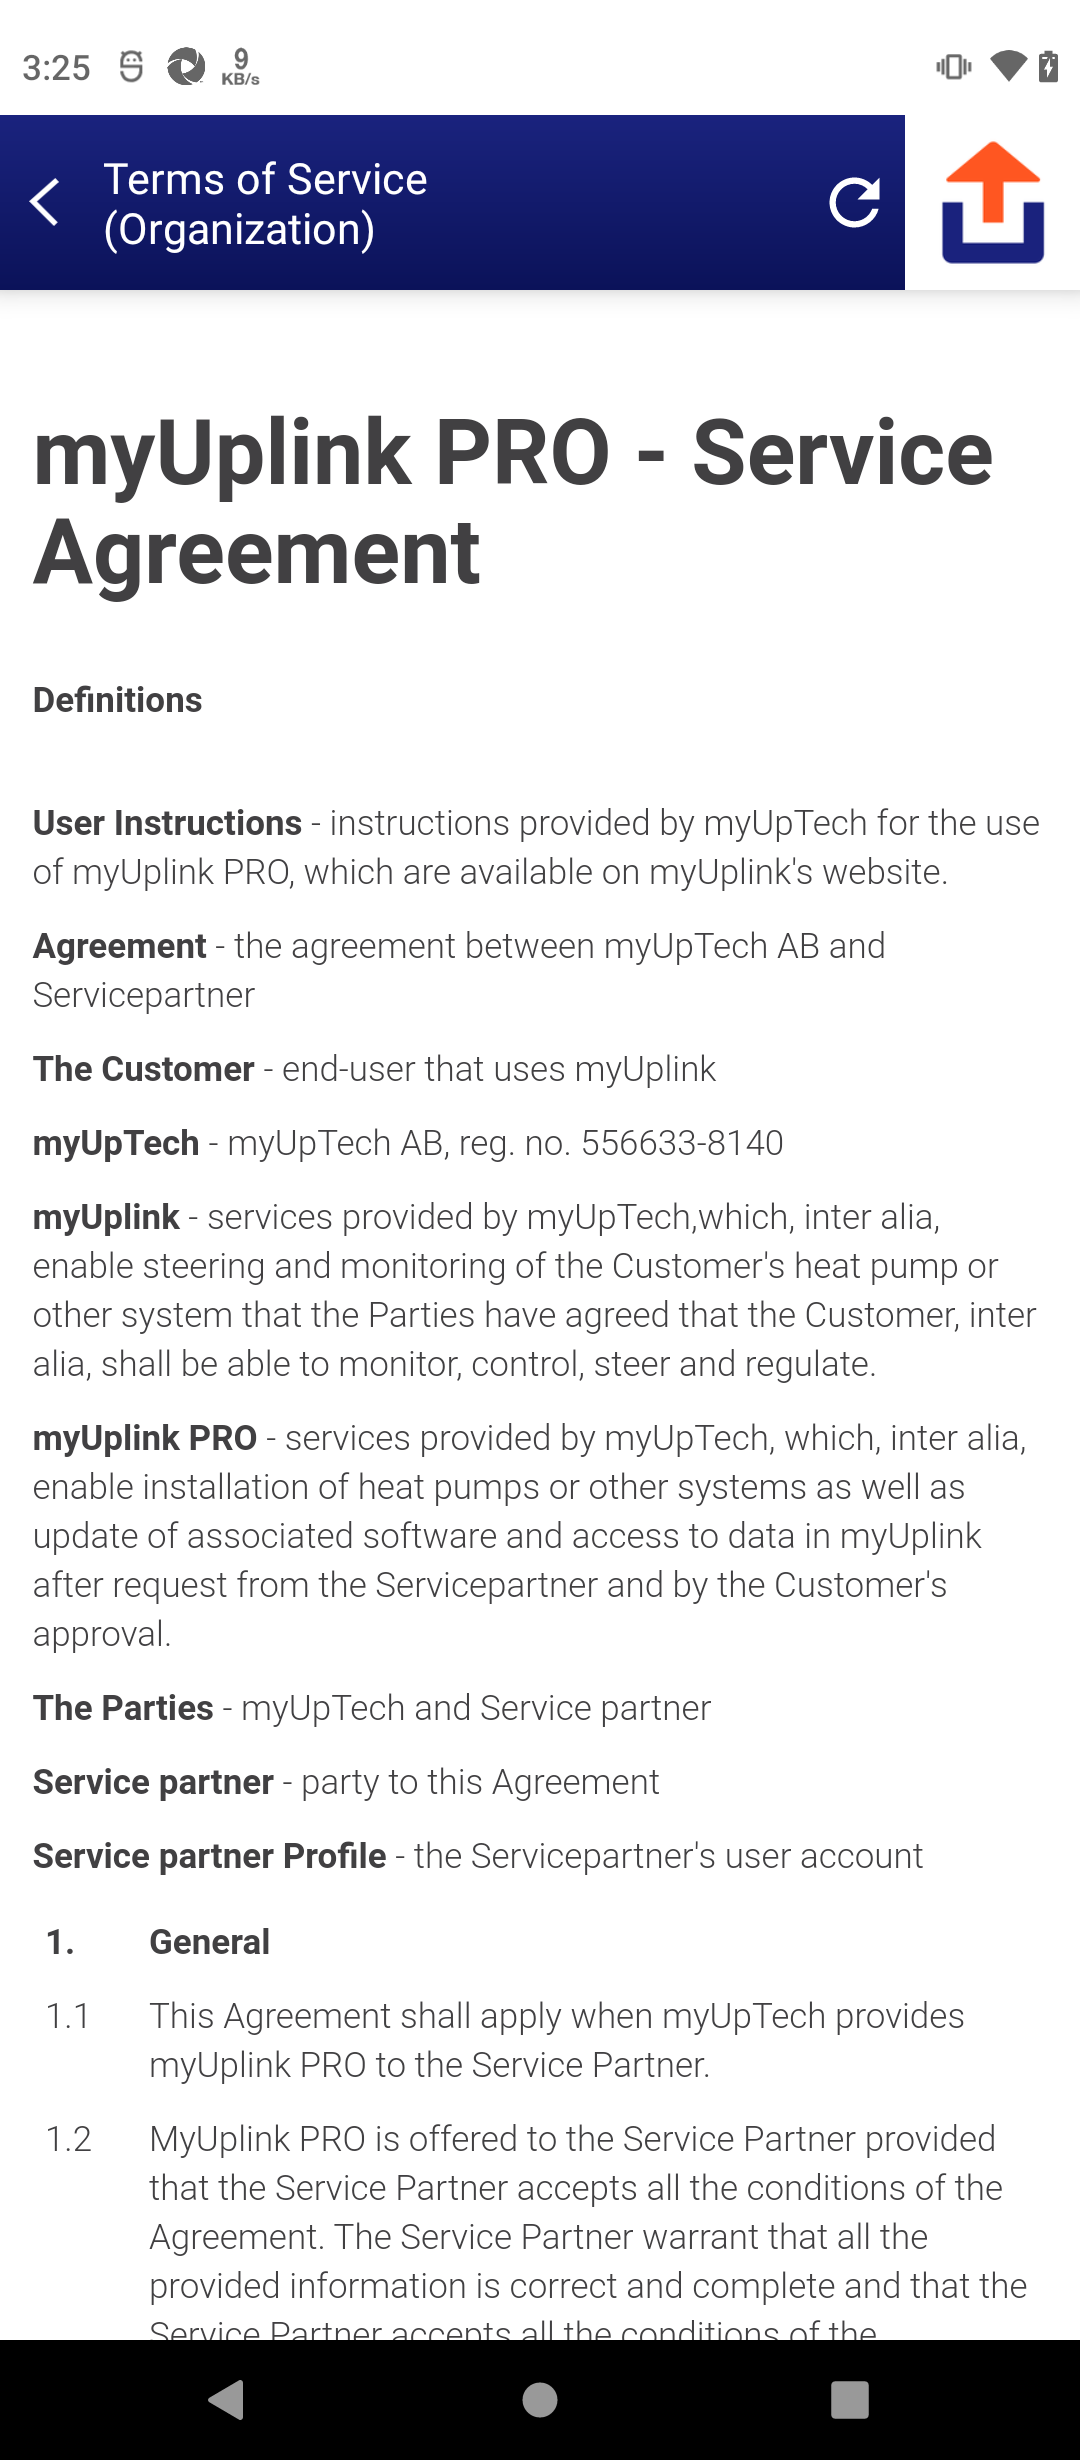 3:25
9
KB/s
Terms of Service
(Organization)
myUplink PRO - Service
Agreement
Definitions
User Instructions - instructions provided by myUpTech for the use
of myUplink PRO, which are available on myUplink's website.
Agreement - the agreement between myUpTech AB and
Servicepartner
The Customer - end-user that uses myUplink
myUpTech - myUpTech AB, reg. no. 556633-8140
myUplink - services provided by myUpTech,which, inter alia,
enable steering and monitoring of the Customer's heat pump or
other system that the Parties have agreed that the Customer, inter
alia, shall be able to monitor, control, steer and regulate.
myUplink PRO - services provided by myUpTech, which, inter alia,
enable installation of heat pumps or other systems as well as
update of associated software and access to data in myUplink
after request from the Servicepartner and by the Customer's
approval.
The Parties - myUpTech and Service partner
Service partner - party to this Agreement
Service partner Profile - the Servicepartner's user account
1. General
1.1 This Agreement shall apply when myUpTech provides
myUplink PRO to the Service Partner.
1.2 MyUplink PRO is offered to the Service Partner provided
that the Service Partner accepts all the conditions of the
Agreement. The Service Partner warrant that all the
provided information is correct and complete and that the
Service Partner accepts all the conditions of the